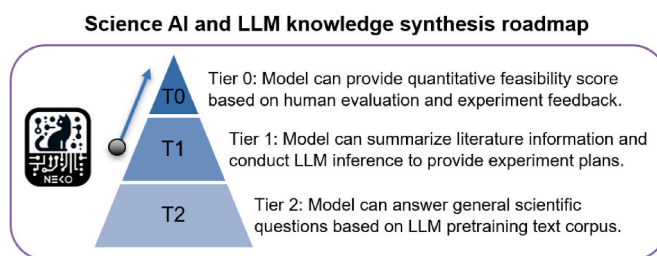 Science AI and LLM knowledge synthesis roadmap
T0
Tier 0: Model can provide quantitative feasibility score
based on human evaluation and experiment feedback.
NEKO
T1
Tier 1: Model can summarize literature information and
conduct LLM inference to provide experiment plans.
T2
Tier 2: Model can answer general scientific
questions based on LLM pretraining text corpus.